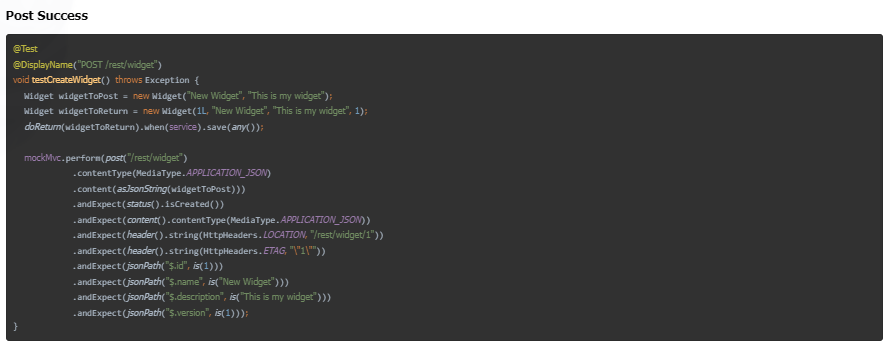 Post Success
@Test
@DisplayName("POST /rest/widget")
void testCreateWidget() throws Exception {
Widget widgetToPost = new Widget("New Widget", "This is my widget");
Widget widgetToReturn = new Widget(1L, "New Widget", "This is my widget", 1);
doReturn(widgetToReturn).when(service).save(any());
mockMvc.perform(post("/rest/widget")
.contentType(MediaType.APPLICATION_JSON)
.content(asJsonString(widgetToPost)))
.andExpect(status().isCreated())
.andExpect(content().contentType(MediaType.APPLICATION_JSON))
.andExpect(header().string(HttpHeaders.LOCATION, "/rest/widget/1"))
.andExpect(header().string(HttpHeaders.ETAG, "\"1\""))
.andExpect(jsonPath("$.id", is(1)))
.andExpect(jsonPath("$.name", is("New Widget")))
.andExpect(jsonPath("$.description", is("This is my widget")))
.andExpect(jsonPath("$.version", is(1)));
}